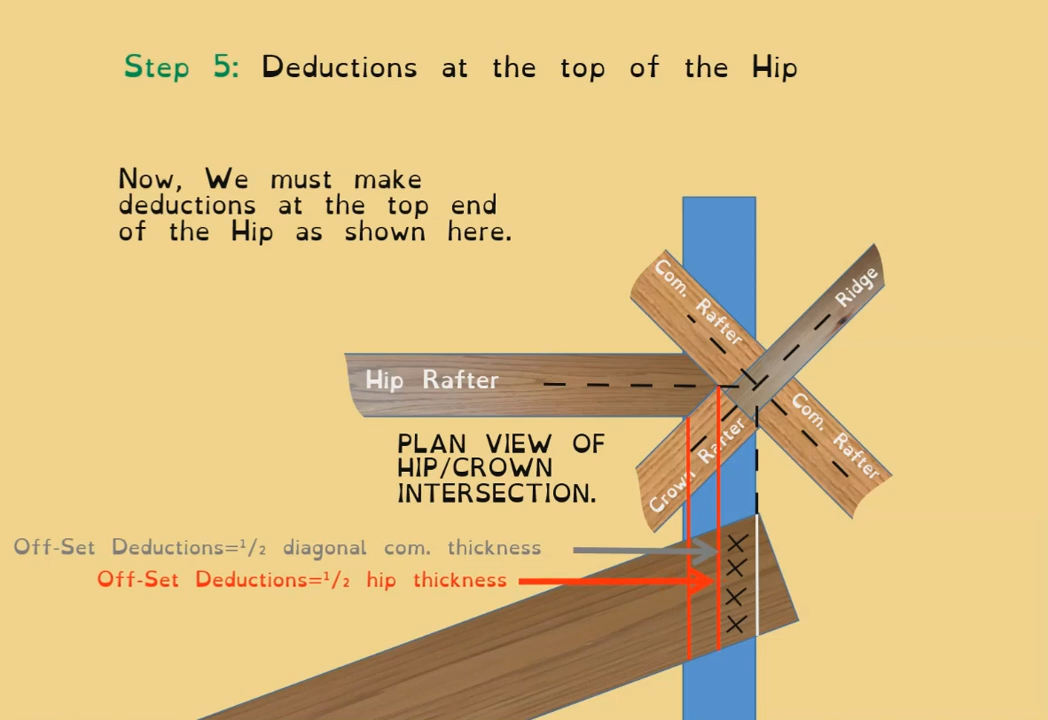 Step 5: Deductions at the top of the Hip
Now, We must make
deductions at the top end
of the Hip as shown here.
Com. Rafter
Ridge
Hip Rafter
Com. Rafter
Crown Rafter
PLAN VIEW OF
HIP/CROWN
INTERSECTION.
Off-Set Deductions=¹/₂ diagonal com. thickness
Off-Set Deductions=¹/₂ hip thickness